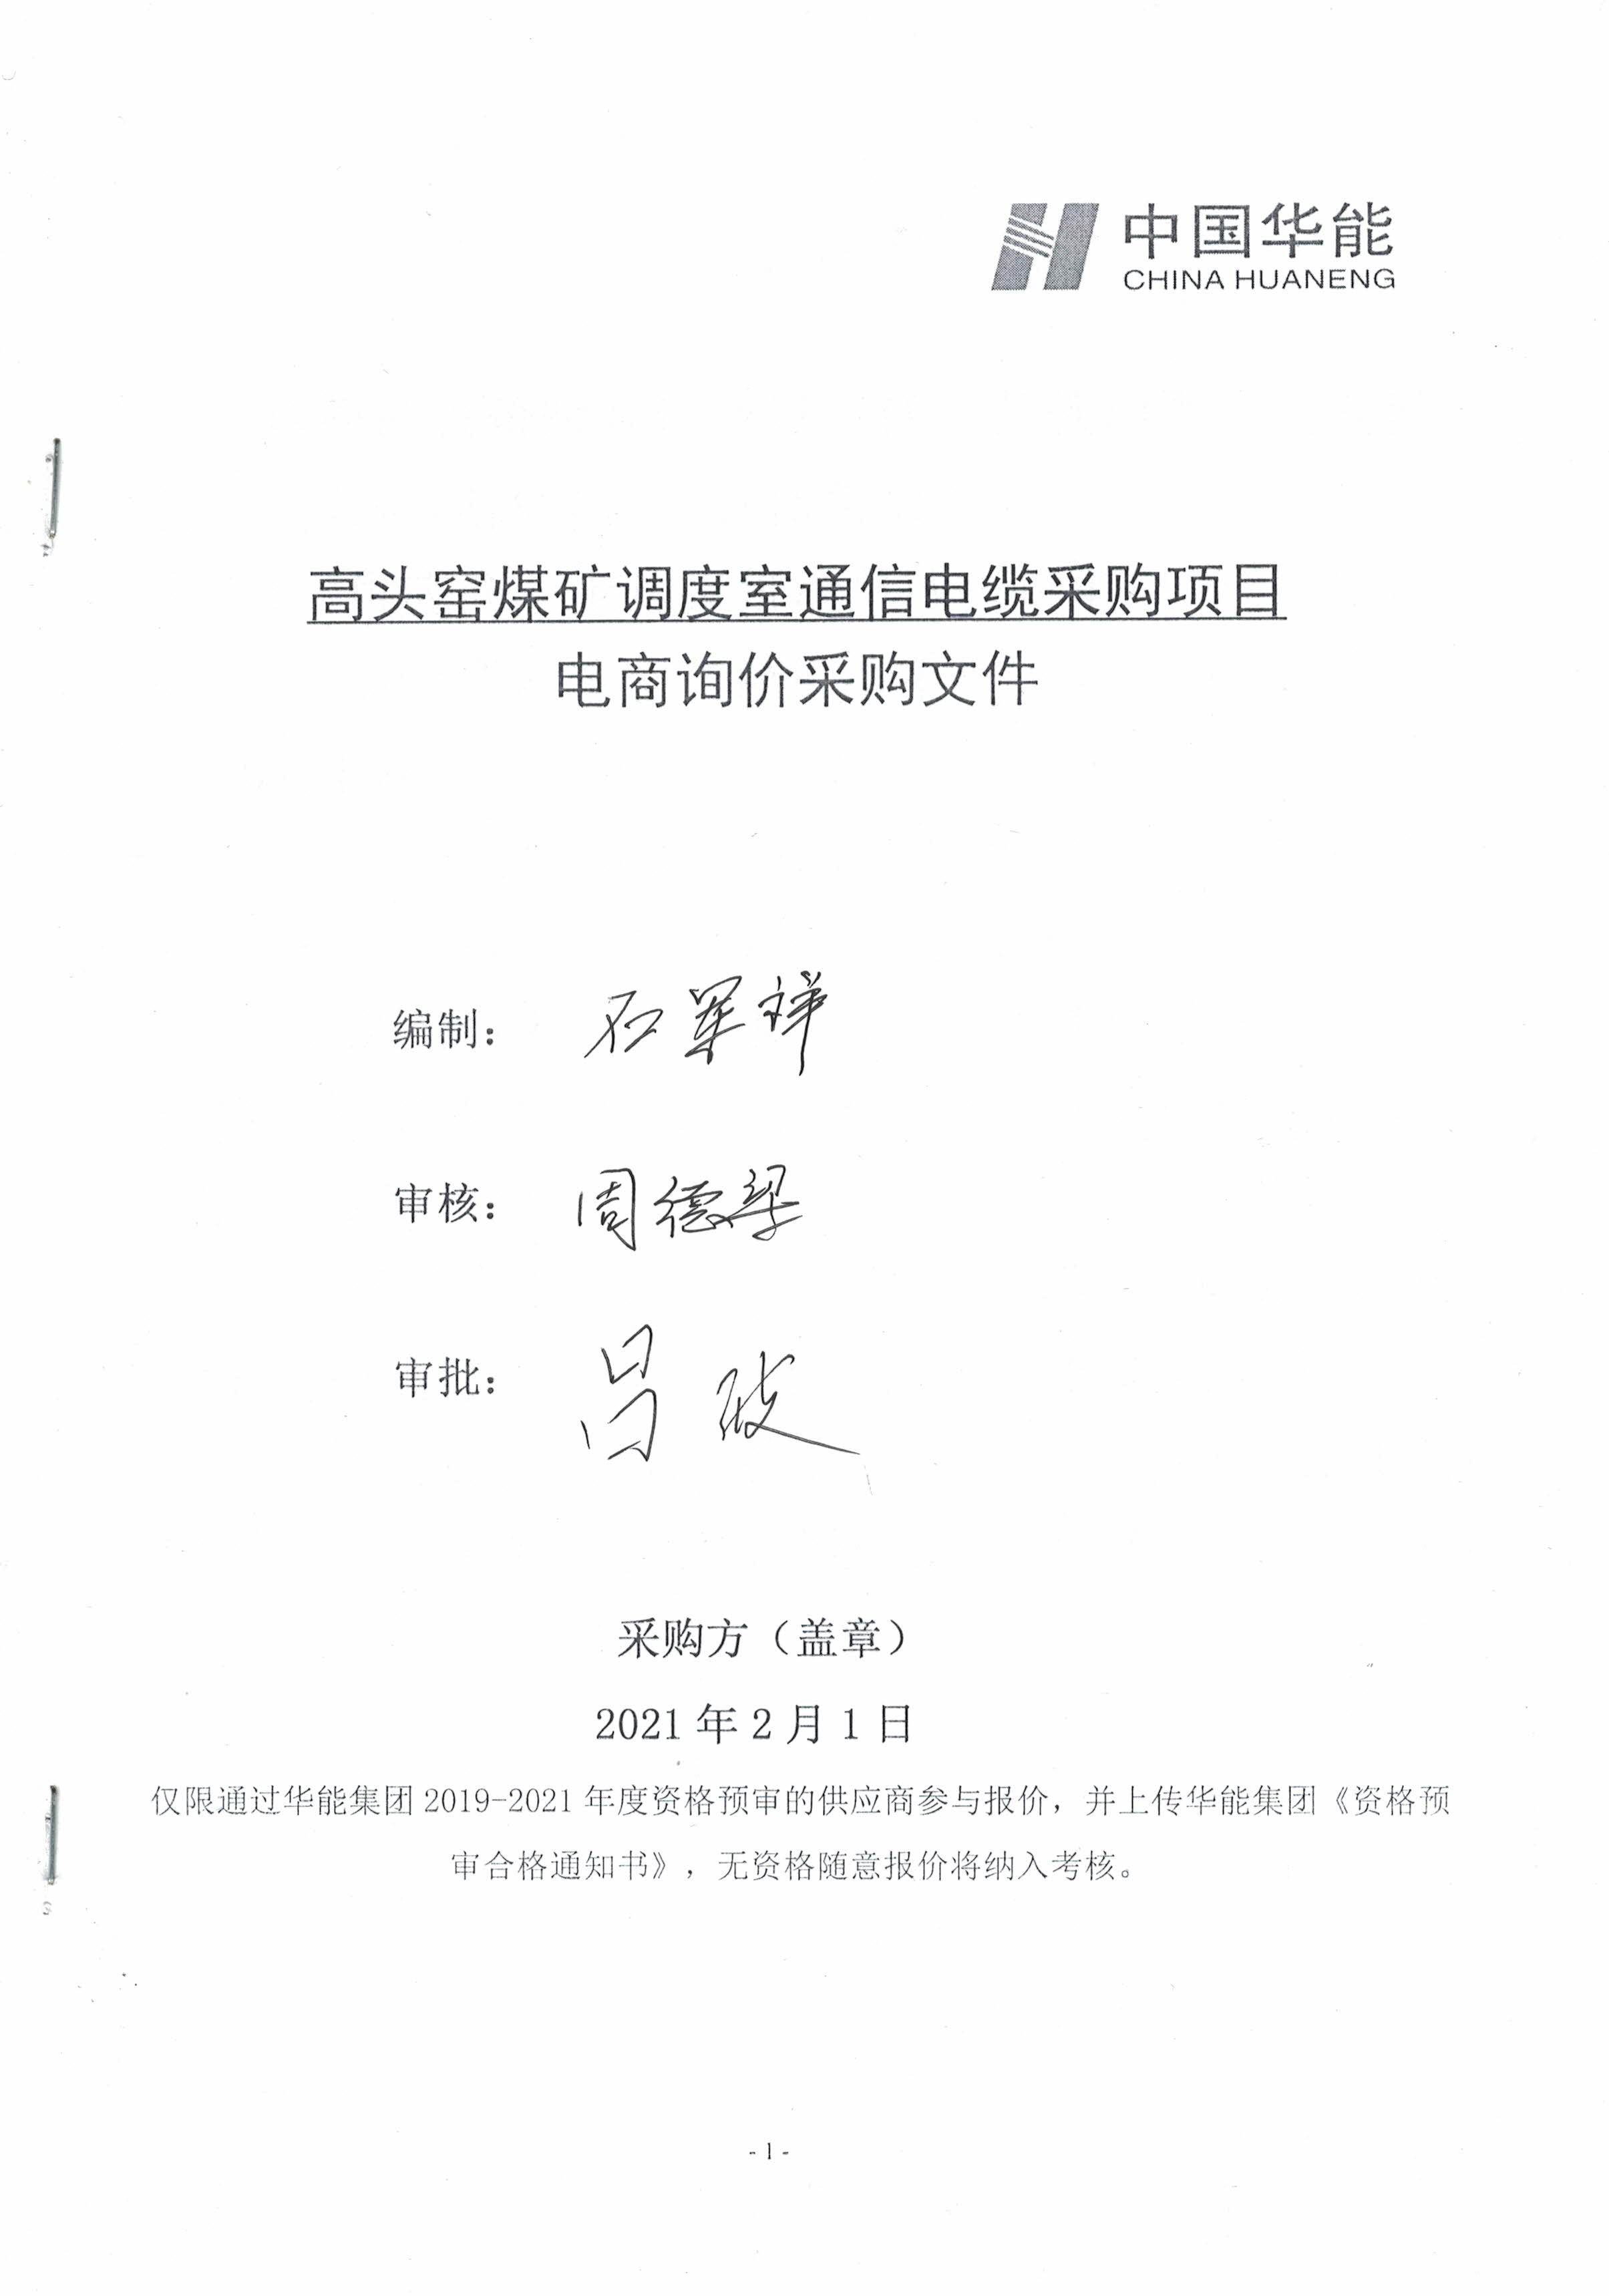 中国华能
CHINA HUANENG
高头窑煤矿调度室通信电缆采购项目
电商询价采购文件
编制：石军祥
审核：周德梁
审批：吕
采购方（盖章）
2021年2月1日
仅限通过华能集团2019-2021年度资格预审的供应商参与报价，并上传华能集团《资格预
审合格通知书》，无资格随意报价将纳入考核。
- 1 -